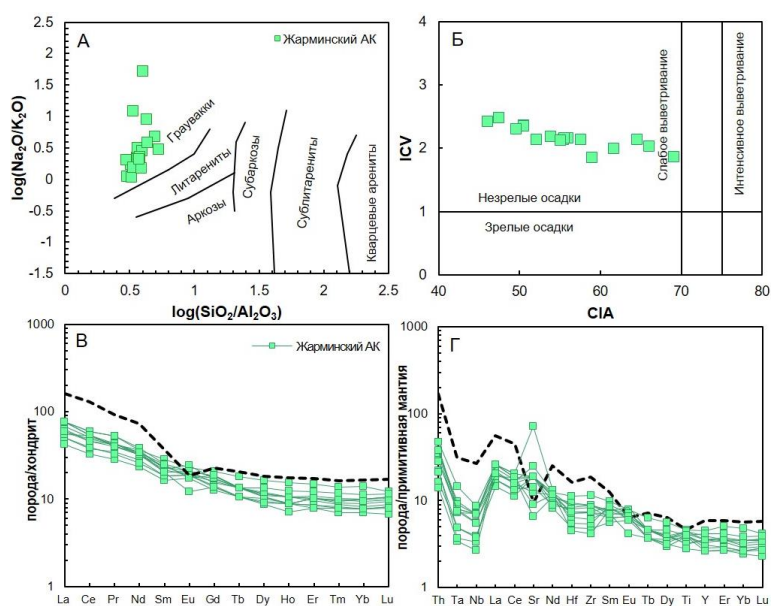 А
Жарминский АК
log(Na2O/K2O)
2.5
2
1.5
1
0.5
0
-0.5
-1
-1.5
0 0.5 1 1.5 2 2.5
log(SiO2/Al2O3)
Граувакки
Литарениты
Аркозы
Субаркозы
Сублитарениты
Кварцевые арениты
Б
ICV
4
3
2
1
0
40 50 60 70 80
CIA
Слабое выветривание
Интенсивное выветривание
Незрелые осадки
Зрелые осадки
В
Жарминский АК
порода/хондрит
1000
100
10
1
La Ce Pr Nd Sm Eu Gd Tb Dy Ho Er Tm Yb Lu
Г
порода/примитивная мантия
1000
100
10
1
Th Ta Nb La Ce Sr Nd Hf Zr Sm Eu Tb Dy Ti Y Er Yb Lu